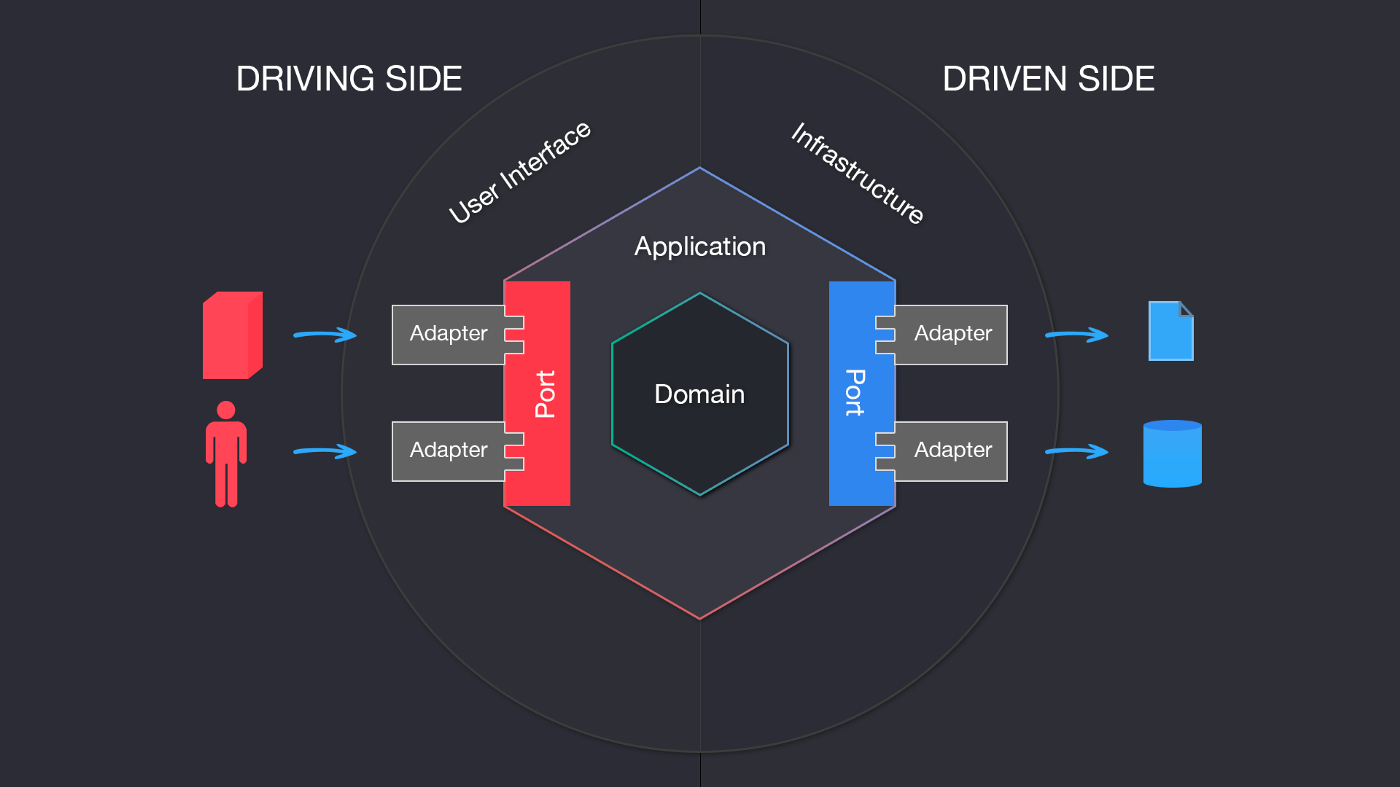 DRIVING SIDE
DRIVEN SIDE
User Interface
Infrastructure
Application
Adapter
Adapter
Port
Domain
Port
Adapter
Adapter